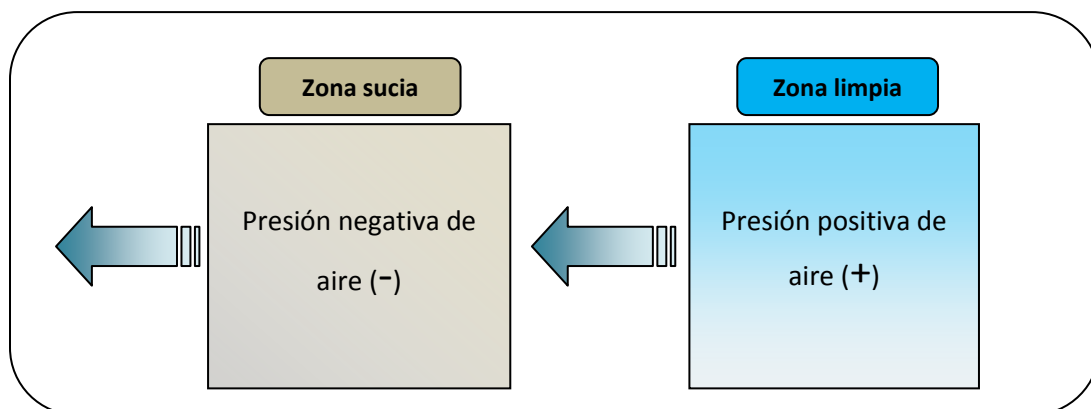 Zona sucia
Presión negativa de
aire (-)
Zona limpia
Presión positiva de
aire (+)